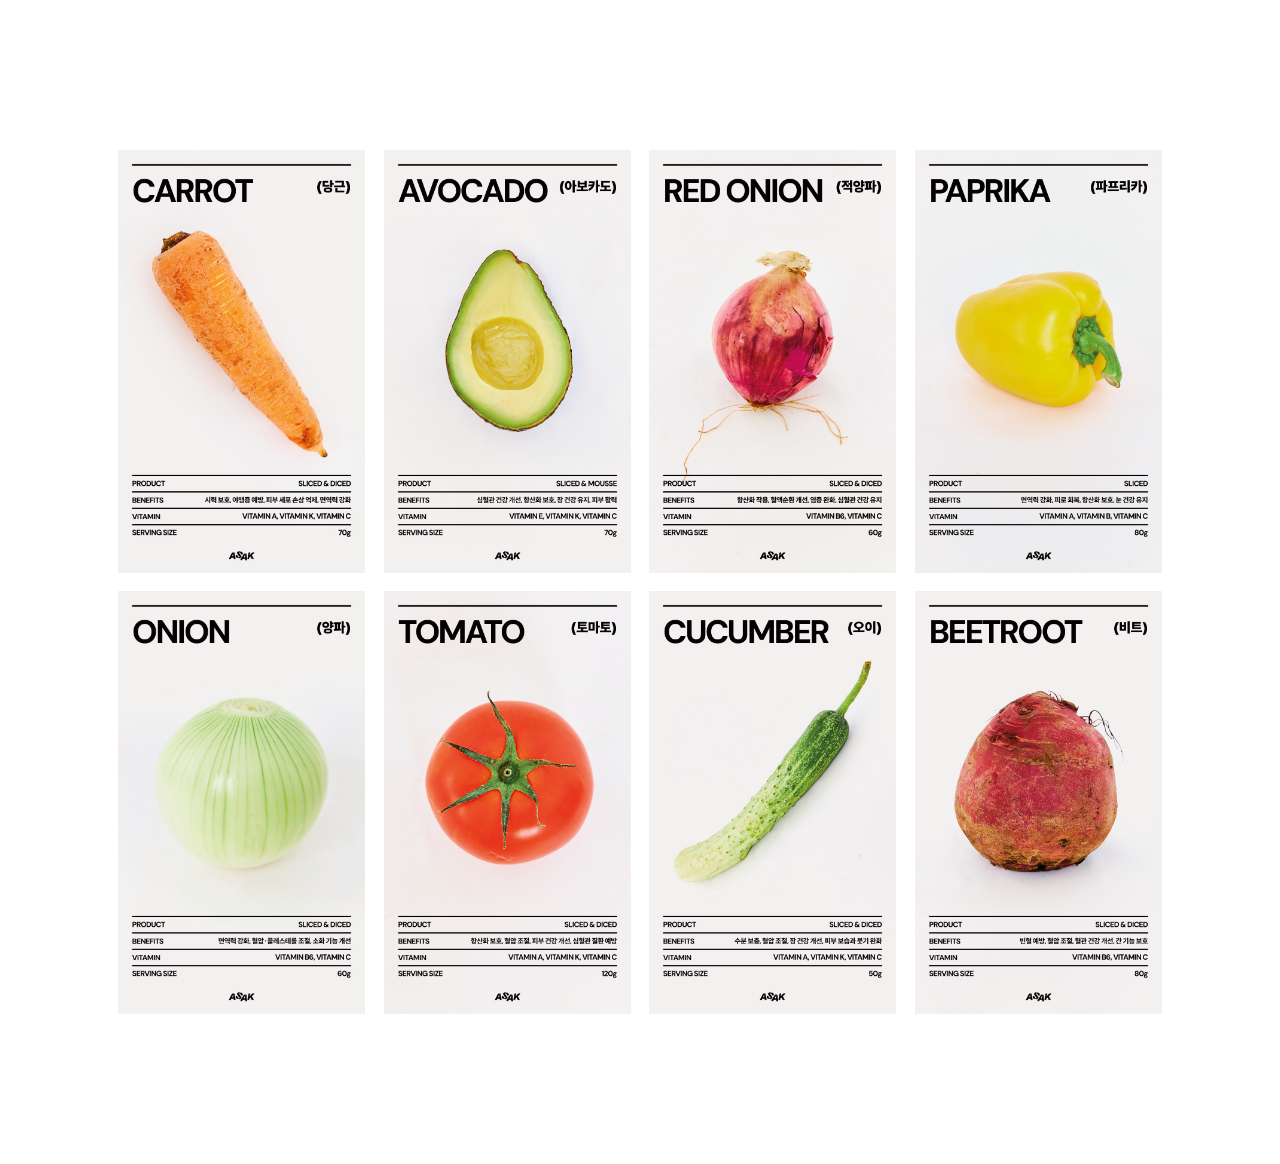 CARROT (당근)
PRODUCT SLICED & DICED
BENEFITS 시력 보호, 야맹증 예방, 피부 세포 손상 억제, 면역력 강화
VITAMIN VITAMIN A, VITAMIN K, VITAMIN C
SERVING SIZE 70g
ASAK
AVOCADO (아보카도)
PRODUCT SLICED & MOUSSE
BENEFITS 심혈관 건강 개선, 항산화 보호, 장 건강 유지, 피부 활력
VITAMIN VITAMIN E, VITAMIN K, VITAMIN C
SERVING SIZE 70g
ASAK
RED ONION (적양파)
PRODUCT SLICED & DICED
BENEFITS 항산화 작용, 혈액순환 개선, 염증 완화, 심혈관 건강 유지
VITAMIN VITAMIN B6, VITAMIN C
SERVING SIZE 60g
ASAK
PAPRIKA (파프리카)
PRODUCT SLICED
BENEFITS 면역력 강화, 피로 회복, 항산화 보호, 눈 건강 유지
VITAMIN VITAMIN A, VITAMIN B, VITAMIN C
SERVING SIZE 80g
ASAK
ONION (양파)
PRODUCT SLICED & DICED
BENEFITS 면역력 강화, 혈압·콜레스테롤 조절, 소화 기능 개선
VITAMIN VITAMIN B6, VITAMIN C
SERVING SIZE 60g
ASAK
TOMATO (토마토)
PRODUCT SLICED & DICED
BENEFITS 항산화 보호, 혈압 조절, 피부 건강 개선, 심혈관 질환 예방
VITAMIN VITAMIN A, VITAMIN K, VITAMIN C
SERVING SIZE 120g
ASAK
CUCUMBER (오이)
PRODUCT SLICED & DICED
BENEFITS 수분 보충, 혈압 조절, 장 건강 개선, 피부 보습과 붓기 완화
VITAMIN VITAMIN A, VITAMIN K, VITAMIN C
SERVING SIZE 50g
ASAK
BEETROOT (비트)
PRODUCT SLICED & DICED
BENEFITS 빈혈 예방, 혈압 조절, 혈관 건강 개선, 간 기능 보호
VITAMIN VITAMIN B6, VITAMIN C
SERVING SIZE 80g
ASAK